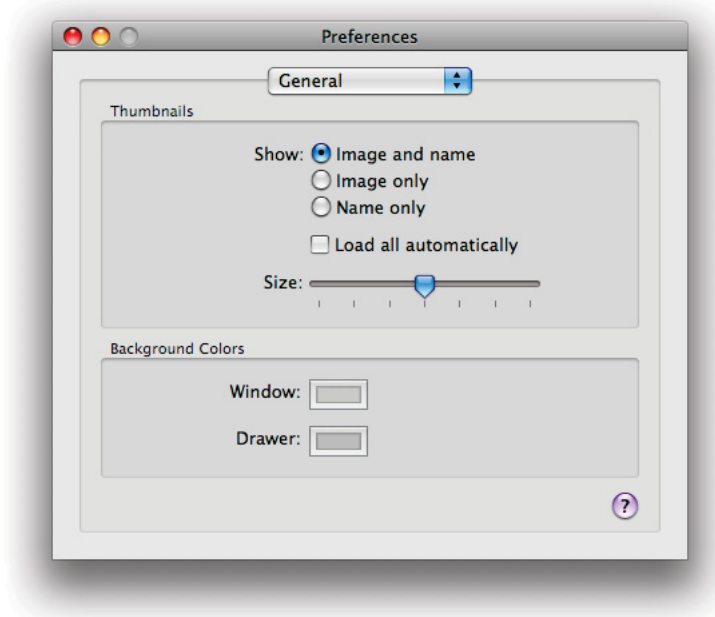 Preferences
General
Thumbnails
Show: Image and name
Image only
Name only
Load all automatically
Size:
Background Colors
Window:
Drawer:
?